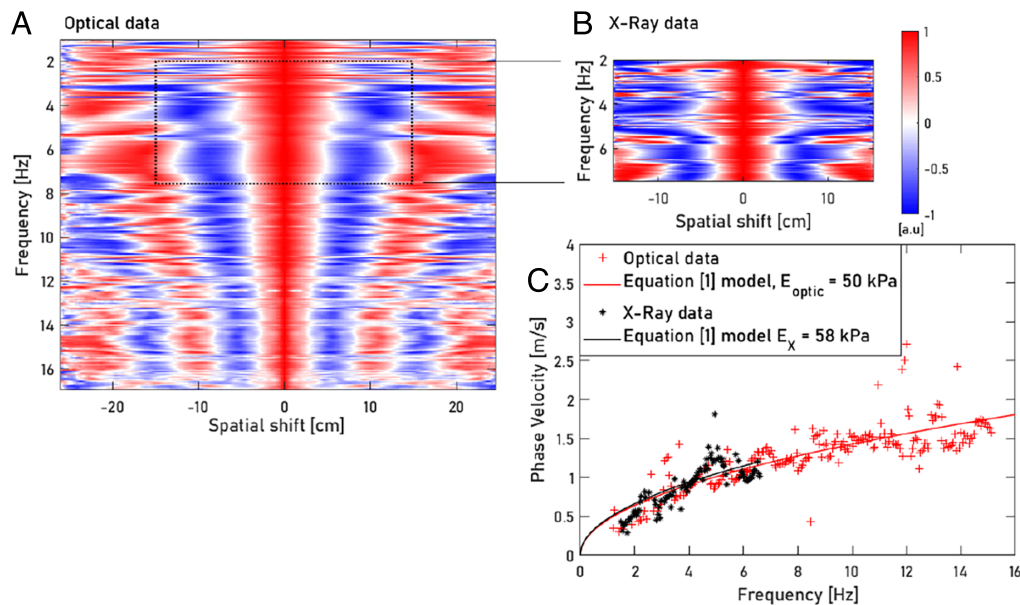 A
Optical data
2
4
6
8
10
12
14
16
Frequency [Hz]
-20
-10
0
10
20
Spatial shift [cm]
B
X-Ray data
2
4
6
Frequency [Hz]
-10
0
10
Spatial shift [cm]
1
0.5
0
-0.5
-1
[a.u]
C
Optical data
Equation [1] model, E optic = 50 kPa
X-Ray data
Equation [1] model E X = 58 kPa
4
3.5
3
2.5
2
1.5
1
0.5
0
Phase Velocity [m/s]
0
2
4
6
8
10
12
14
16
Frequency [Hz]